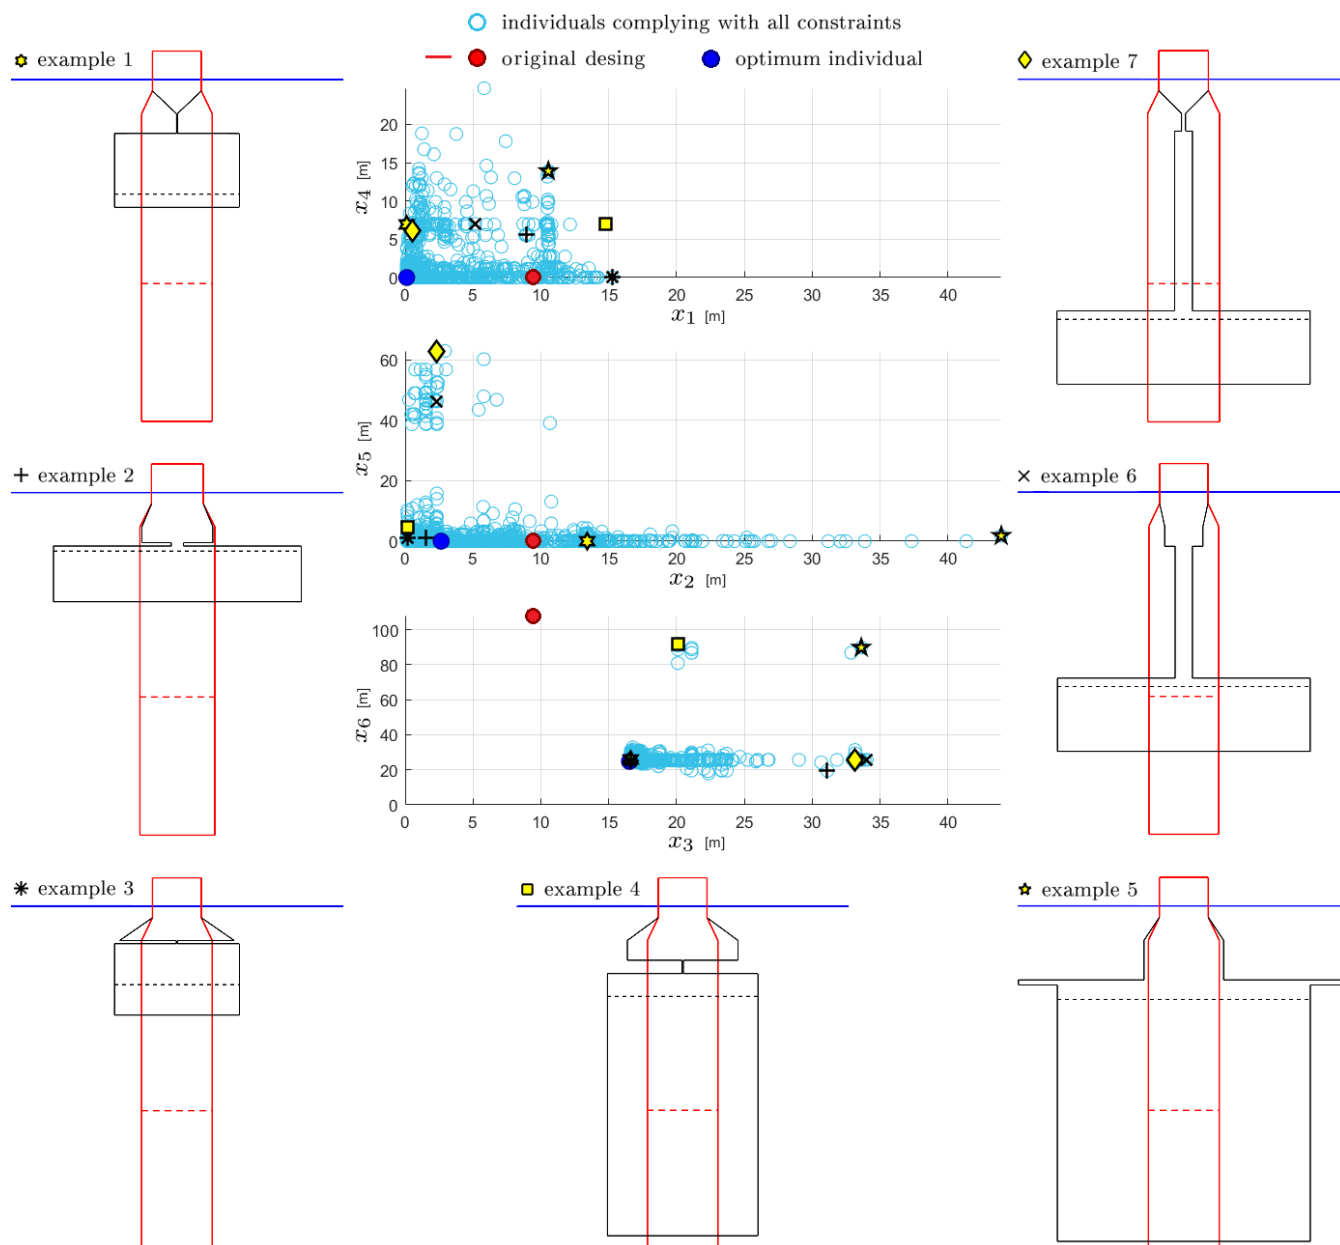 individuals complying with all constraints
original desing
optimum individual
example 1
example 7
20
15
10
5
0
x4 [m]
0 5 10 15 20 25 30 35 40
x1 [m]
60
40
20
0
x5 [m]
0 5 10 15 20 25 30 35 40
x2 [m]
example 2
example 6
100
80
60
40
20
0
x6 [m]
0 5 10 15 20 25 30 35 40
x3 [m]
example 3
example 4
example 5